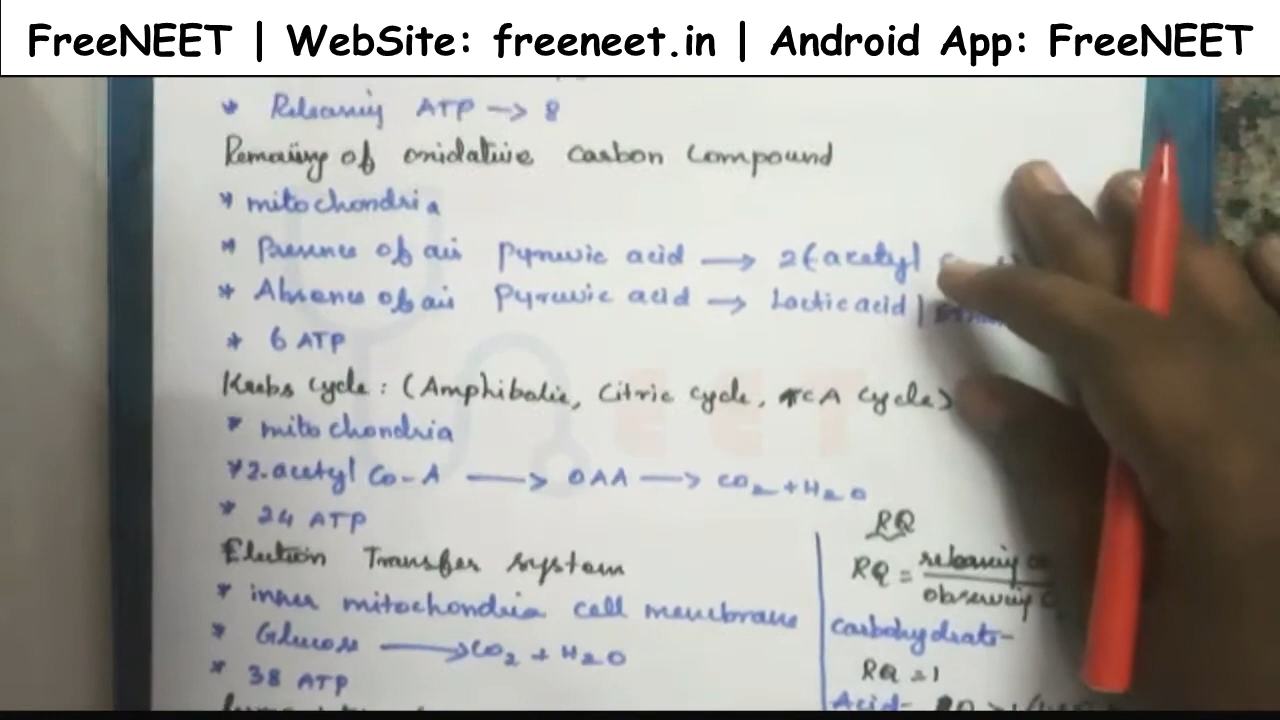 FreeNEET | WebSite: freeneet.in | Android App: FreeNEET
* Releasing ATP → 8
of oxidative carbon compound
* mitochondria
* Presence of air Pyruvic acid → 2(acetyl
* Absence of air Pyruvic acid → Lactic acid |
* 6 ATP
Krebs cycle: (Amphibolic, Citric cycle, TCA cycle)
* mitochondria
* 2.acetyl Co-A → OAA → CO2 + H2O
* 24 ATP
Electron Transfer system
* inner mitochondria cell membrane
* Glucose → CO2 + H2O
* 38 ATP
RQ
RQ = releasing
observing
Carbohydrate-
RQ = 1
Acid-
EET